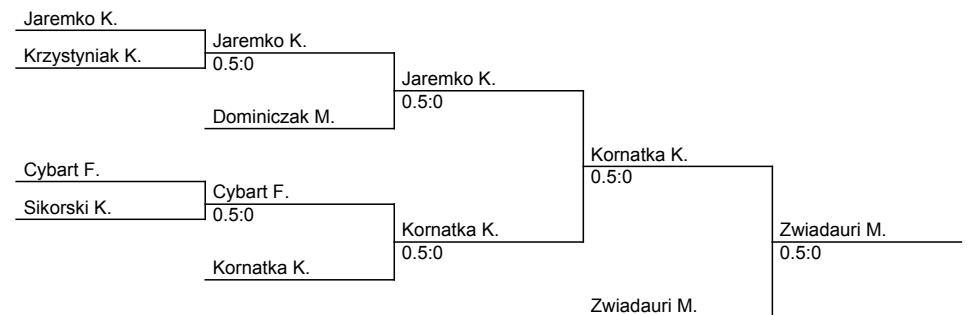 Jaremko K.
Krzystyniak K.
Jaremko K.
0.5:0
Dominiczak M.
Jaremko K.
0.5:0
Cybart F.
Sikorski K.
Cybart F.
0.5:0
Kornatka K.
Kornatka K.
0.5:0
Kornatka K.
0.5:0
Zwiadauri M.
Zwiadauri M.
0.5:0